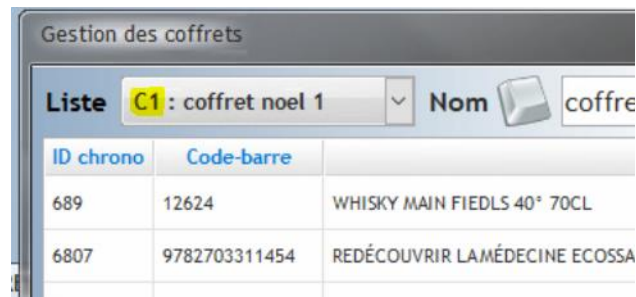 Gestion des coffrets
Liste C1 : coffret noel 1 Nom coffre
ID chrono Code-barre
689 12624 WHISKY MAIN FIEDLS 40° 70CL
6807 9782703311454 REDÉCOUVRIR LAMÉDECINE ECOSSA